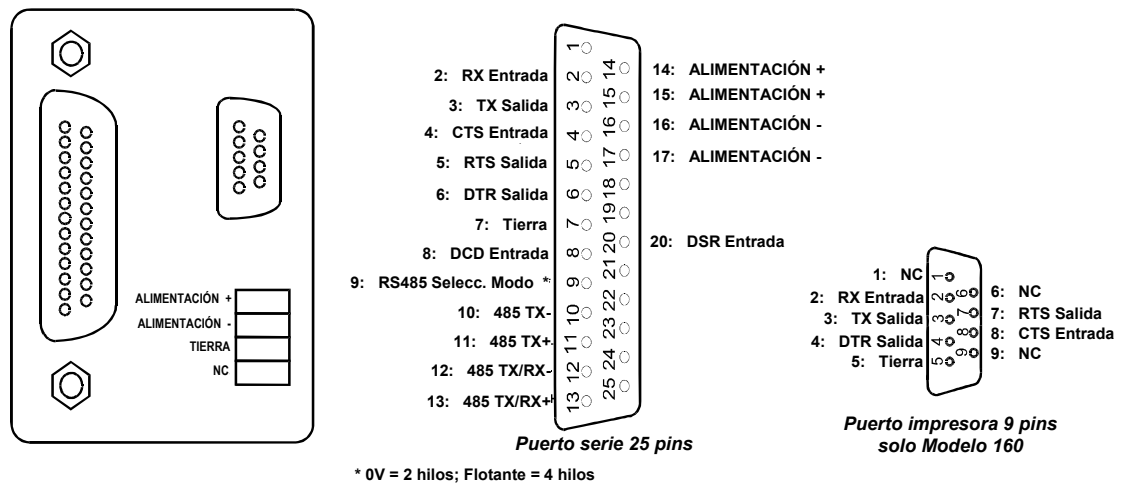 ALIMENTACIÓN +
ALIMENTACIÓN -
TIERRA
NC
2: RX Entrada
3: TX Salida
4: CTS Entrada
5: RTS Salida
6: DTR Salida
7: Tierra
8: DCD Entrada
9: RS485 Selecc. Modo *
10: 485 TX-
11: 485 TX+
12: 485 TX/RX-
13: 485 TX/RX+
1
2
3
4
5
6
7
8
9
10
11
12
13
14
15
16
17
18
19
20
21
22
23
24
25
14: ALIMENTACIÓN +
15: ALIMENTACIÓN +
16: ALIMENTACIÓN -
17: ALIMENTACIÓN -
20: DSR Entrada
Puerto serie 25 pins
* 0V = 2 hilos; Flotante = 4 hilos
1: NC
2: RX Entrada
3: TX Salida
4: DTR Salida
5: Tierra
1
2
3
4
5
6
7
8
9
6: NC
7: RTS Salida
8: CTS Entrada
9: NC
Puerto impresora 9 pins
solo Modelo 160